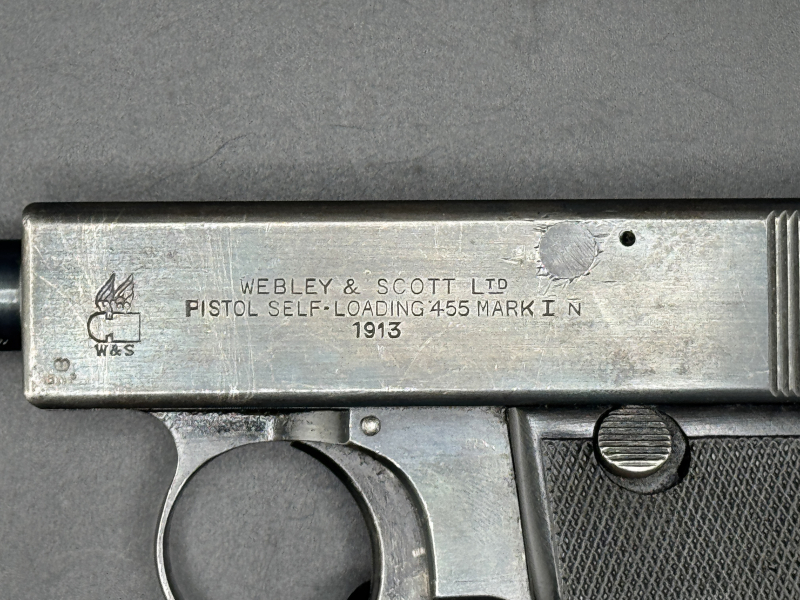 WEBLEY & SCOTT LTD
PISTOL SELF-LOADING ·455 MARK I N
1913
W&S